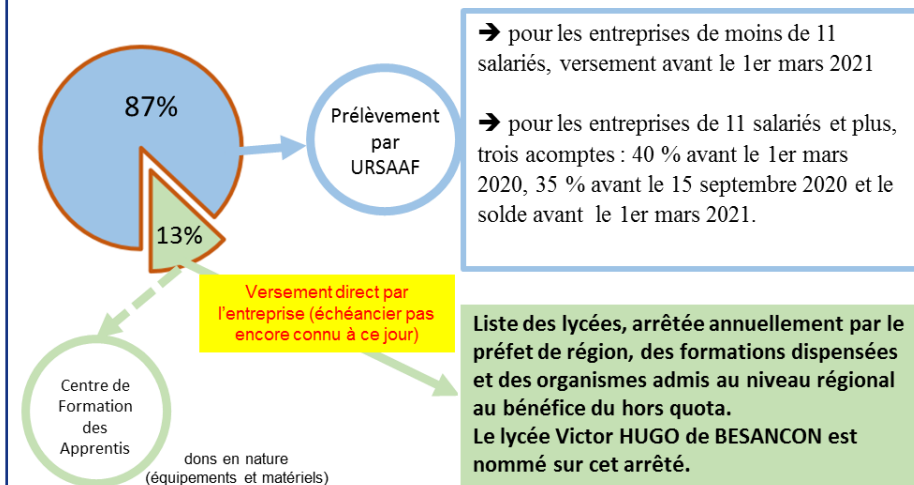 87%
13%
Prélèvement
par
URSAAF
➔ pour les entreprises de moins de 11
salariés, versement avant le 1er mars 2021
➔ pour les entreprises de 11 salariés et plus,
trois acomptes : 40 % avant le 1er mars
2020, 35 % avant le 15 septembre 2020 et le
solde avant le 1er mars 2021.
Versement direct par
l'entreprise (échéancier pas
encore connu à ce jour)
Liste des lycées, arrêtée annuellement par le
préfet de région, des formations dispensées
et des organismes admis au niveau régional
au bénéfice du hors quota.
Le lycée Victor HUGO de BESANCON est
nommé sur cet arrêté.
Centre de
Formation
des
Apprentis
dons en nature
(équipements et matériels)